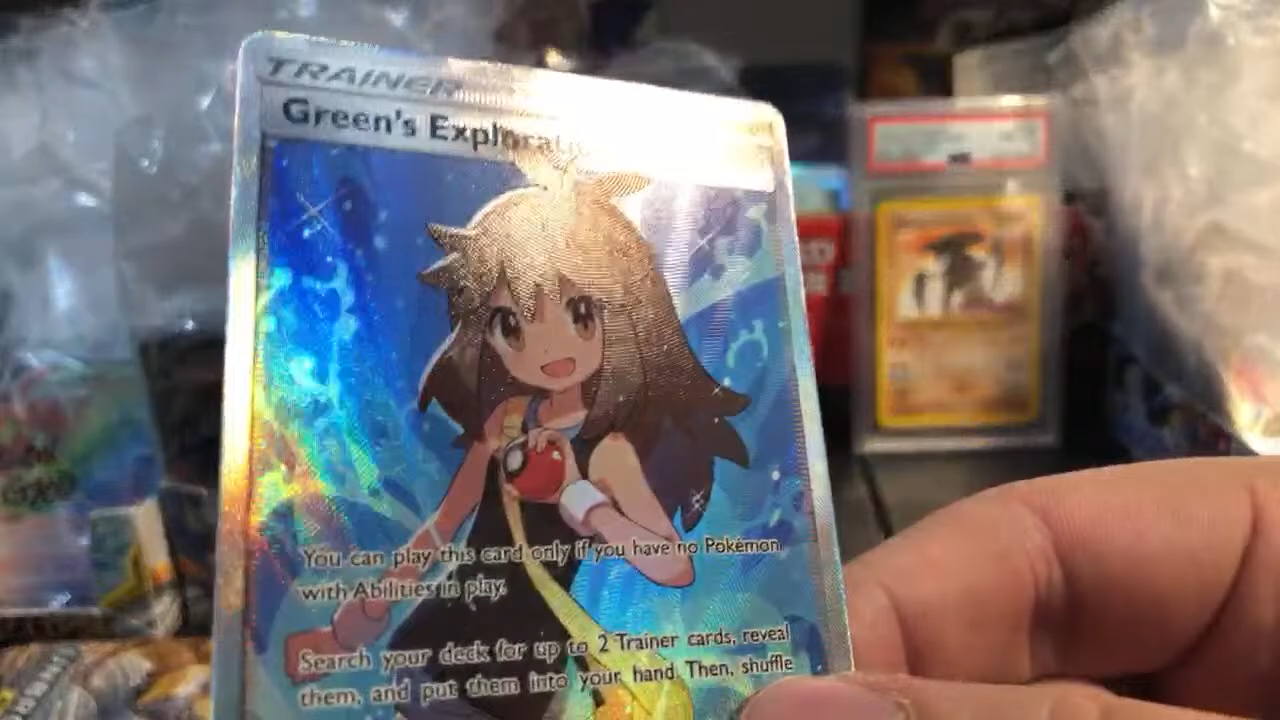 TRAINER
Green's Explorati
You can play this card only if you have no Pokémon
with Abilities in play.
Search your deck for up to 2 Trainer cards, reveal
them, and put them into your hand. Then, shuffle